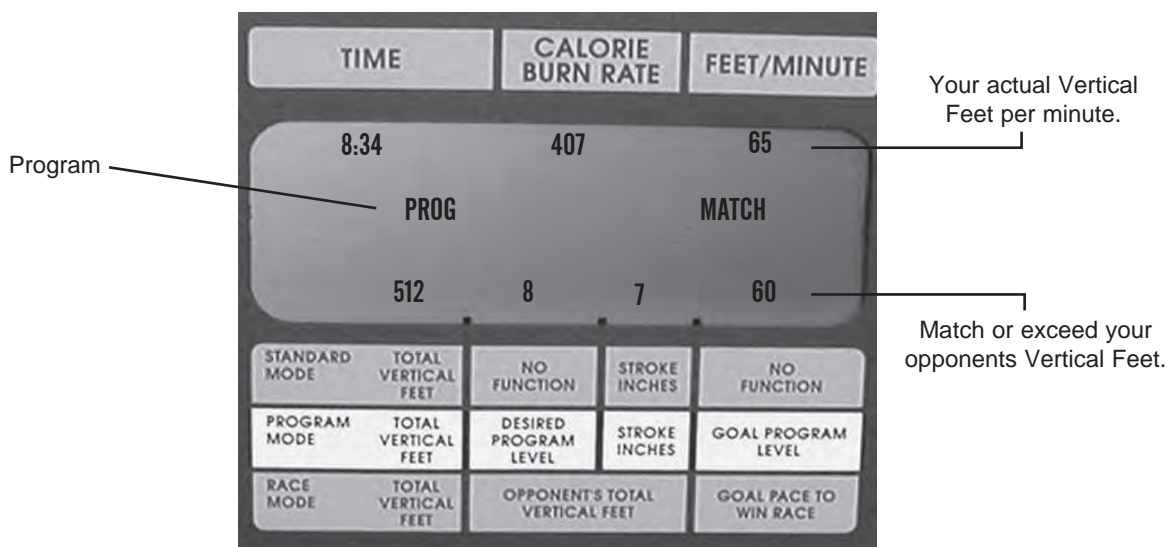 TIME
CALORIE
BURN RATE
FEET/MINUTE
Your actual Vertical
Feet per minute.
8:34 407 65
Program
PROG MATCH
512 8 7 60
Match or exceed your
opponents Vertical Feet.
STANDARD
MODE
TOTAL
VERTICAL
FEET
NO
FUNCTION
STROKE
INCHES
NO
FUNCTION
PROGRAM
MODE
TOTAL
VERTICAL
FEET
DESIRED
PROGRAM
LEVEL
STROKE
INCHES
GOAL PROGRAM
LEVEL
RACE
MODE
TOTAL
VERTICAL
FEET
OPPONENT'S TOTAL
VERTICAL FEET
GOAL PACE TO
WIN RACE